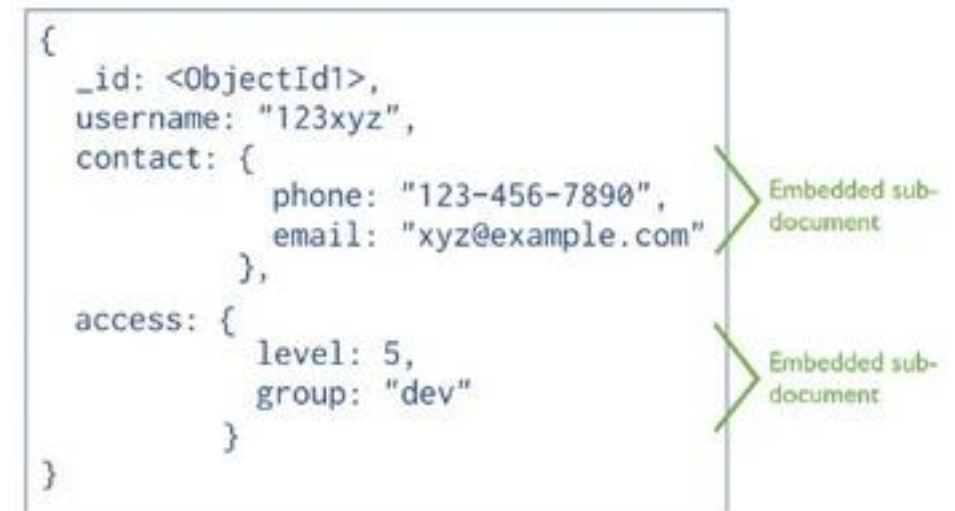 {
_id: <ObjectId1>,
username: "123xyz",
contact: {
phone: "123-456-7890",
email: "xyz@example.com"
},
Embedded sub-
document
access: {
level: 5,
group: "dev"
}
Embedded sub-
document
}